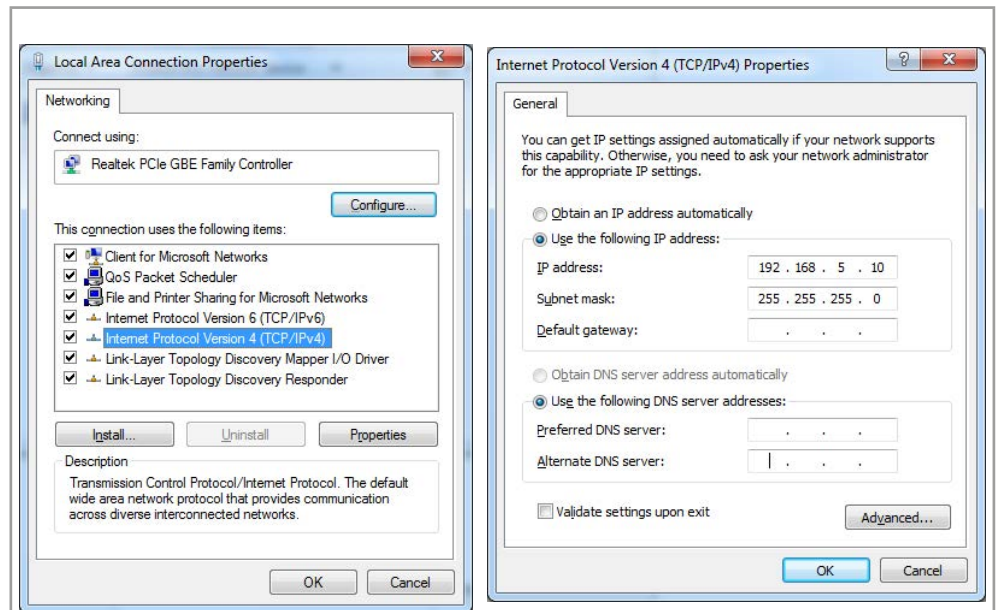 Local Area Connection Properties
Networking
Connect using:
Realtek PCIe GBE Family Controller
Configure...
This connection uses the following items:
Client for Microsoft Networks
QoS Packet Scheduler
File and Printer Sharing for Microsoft Networks
Internet Protocol Version 6 (TCP/IPv6)
Internet Protocol Version 4 (TCP/IPv4)
Link-Layer Topology Discovery Mapper I/O Driver
Link-Layer Topology Discovery Responder
Install...
Uninstall
Properties
Description
Transmission Control Protocol/Internet Protocol. The default
wide area network protocol that provides communication
across diverse interconnected networks.
OK
Cancel
Internet Protocol Version 4 (TCP/IPv4) Properties
General
You can get IP settings assigned automatically if your network supports
this capability. Otherwise, you need to ask your network administrator
for the appropriate IP settings.
Obtain an IP address automatically
Use the following IP address:
IP address: 192 . 168 . 5 . 10
Subnet mask: 255 . 255 . 255 . 0
Default gateway: . . .
Obtain DNS server address automatically
Use the following DNS server addresses:
Preferred DNS server: . . .
Alternate DNS server: . . .
Validate settings upon exit
Advanced...
OK
Cancel